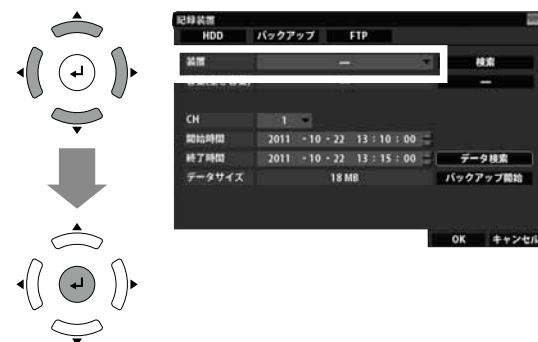 記録装置
HDD バックアップ FTP
装置 — 検索
—
CH 1
開始時間 2011 - 10 - 22 13 : 10 : 00
終了時間 2011 - 10 - 22 13 : 15 : 00 データ検索
データサイズ 18 MB バックアップ開始
OK キャンセル